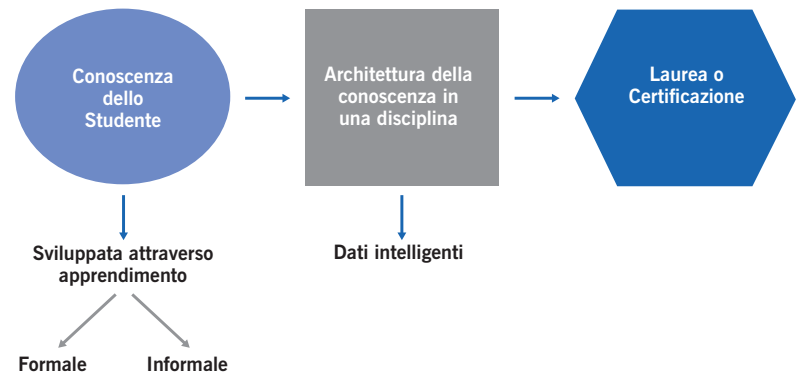 Conoscenza
dello
Studente
Architettura della
conoscenza in
una disciplina
Laurea o
Certificazione
Sviluppata attraverso
apprendimento
Dati intelligenti
Formale
Informale